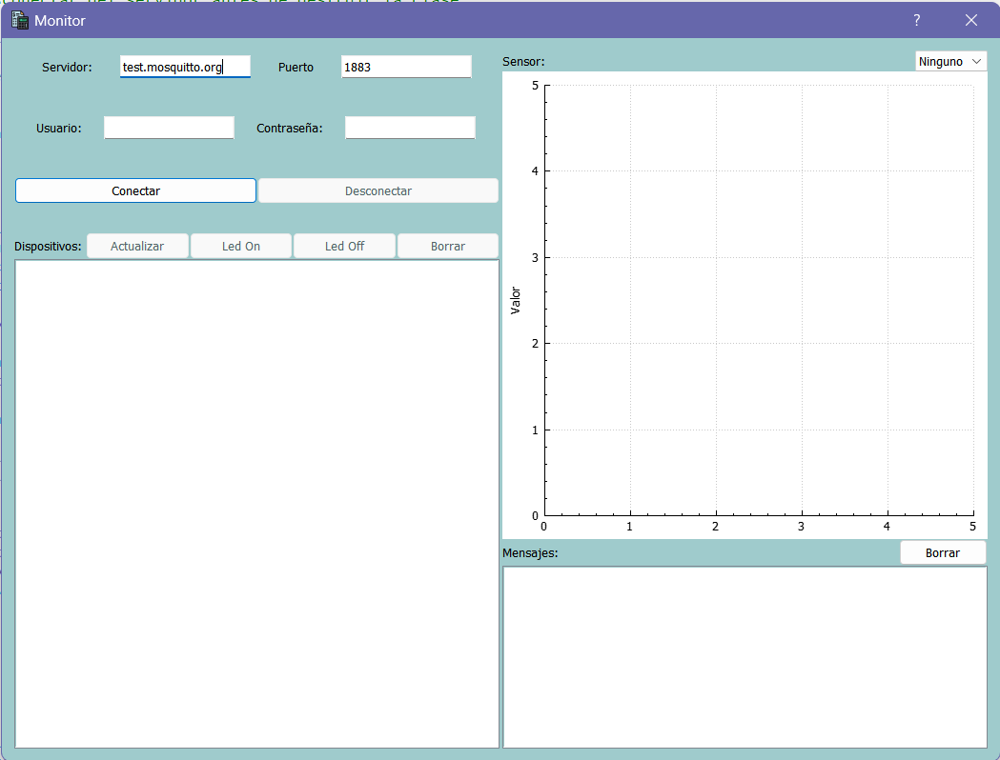 Monitor
?
Servidor: test.mosquitto.org Puerto 1883
Usuario: Contraseña:
Conectar Desconectar
Dispositivos: Actualizar Led On Led Off Borrar
Sensor: Ninguno
5
4
3
2
1
0
Valor
0 1 2 3 4 5
Mensajes: Borrar